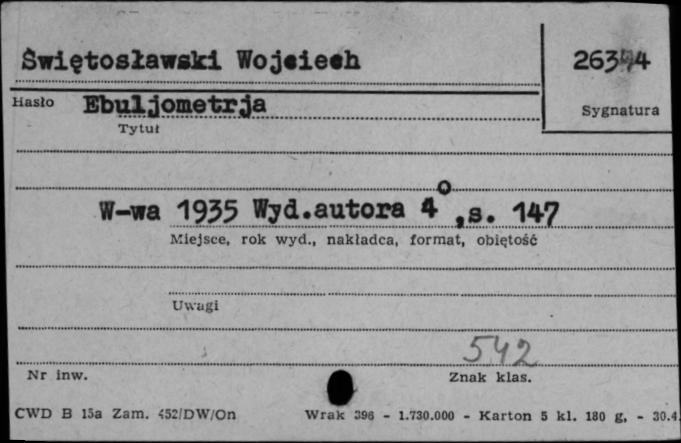 Świętosławski Wojciech
Hasło
Sygnatura
Ebuljometrja
Tytuł
W-wa 1935 Wyd.autora 4°,s. 147
Miejsce, rok wyd., nakładca, format, objętość
Uwagi
542
Nr inw.
Znak klas.
CWD B 15a Zam. 452/DW/On
Wrak 396 - 1.730.000 - Karton 5 kl. 180 g, - 30.4